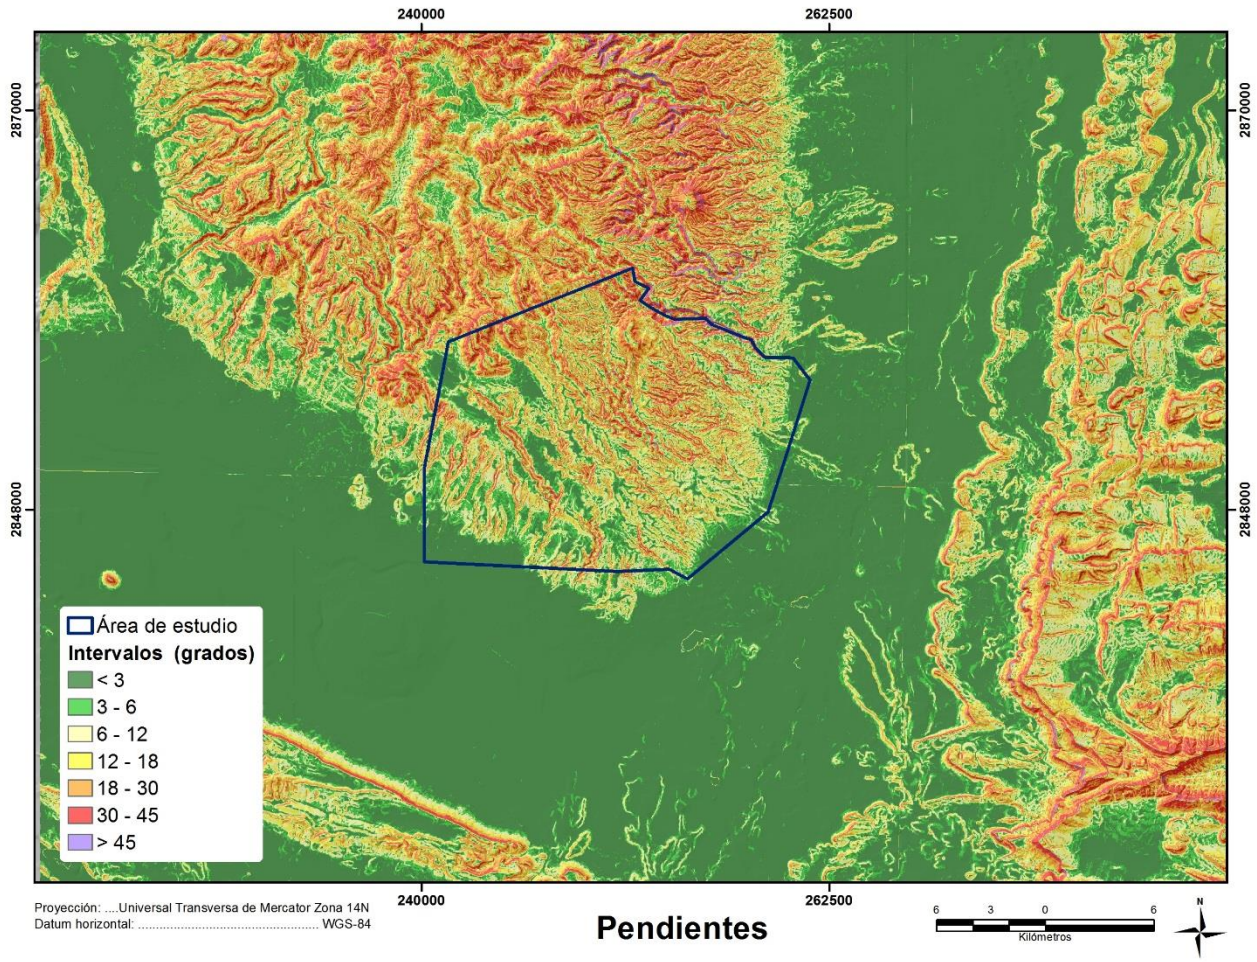 240000 262500
2870000 2870000
2848000 2848000
Área de estudio
Intervalos (grados)
< 3
3 - 6
6 - 12
12 - 18
18 - 30
30 - 45
> 45
240000 262500
Proyección: ....Universal Transversa de Mercator Zona 14N
Datum horizontal: ................................................ WGS-84
Pendientes
6 3 0 6
Kilómetros
N